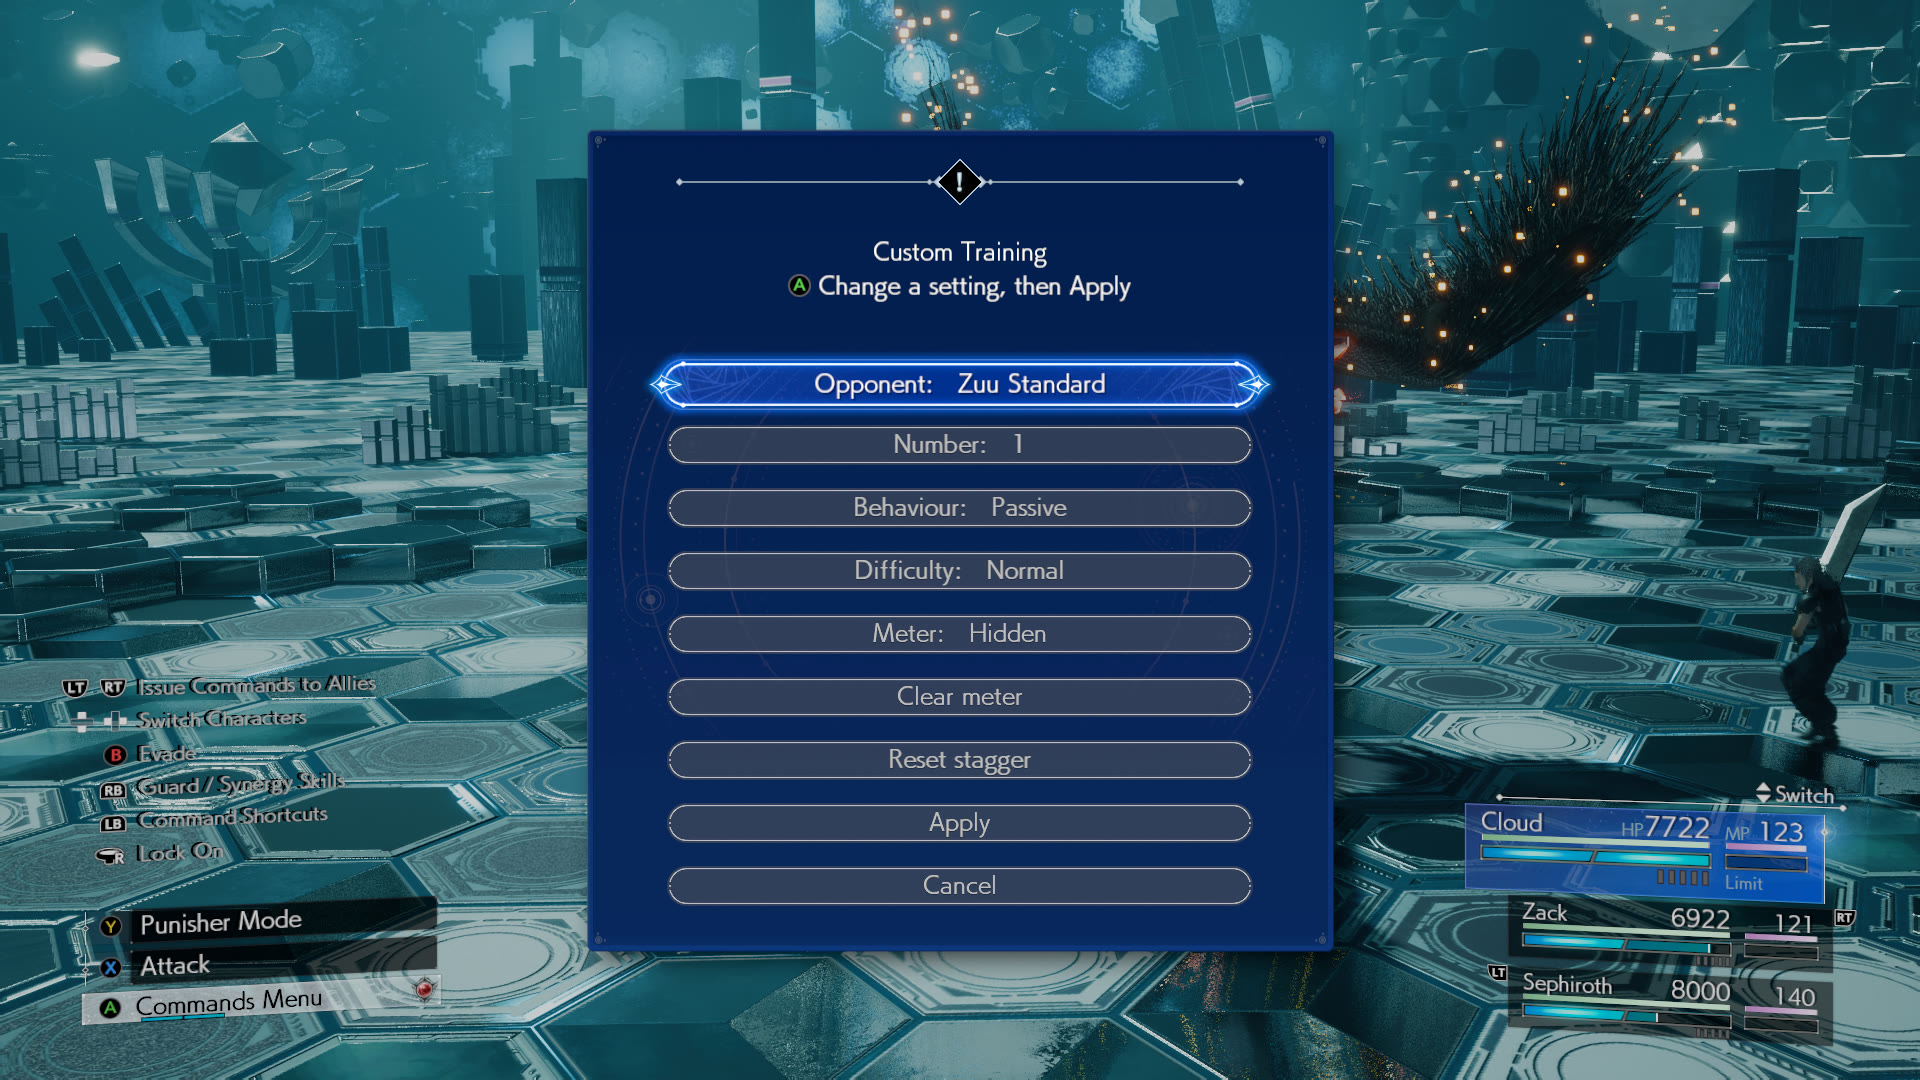 !
Custom Training
A Change a setting, then Apply
Opponent: Zuu Standard
Number: 1
Behaviour: Passive
Difficulty: Normal
Meter: Hidden
Clear meter
Reset stagger
Apply
Cancel
LT RT Issue Commands to Allies
Switch Characters
B Evade
RB Guard / Synergy Skills
LB Command Shortcuts
R Lock On
Y Punisher Mode
X Attack
A Commands Menu
Switch
Cloud HP 7722 MP 123
Limit
Zack 6922 121 RT
LT Sephiroth 8000 140